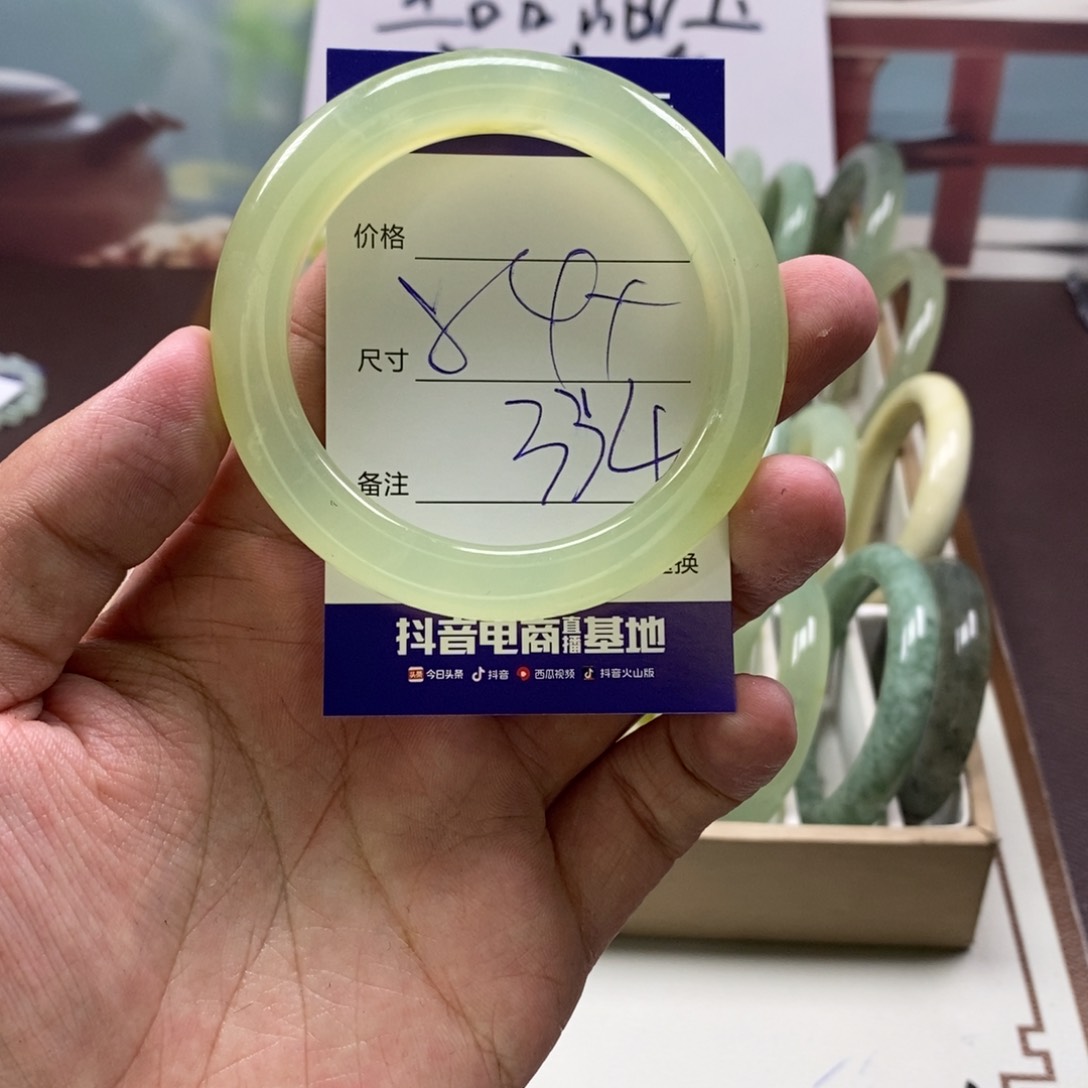 价格
尺寸
334
备注
换
抖音电商直播基地
今日头条 抖音 西瓜视频 抖音火山版